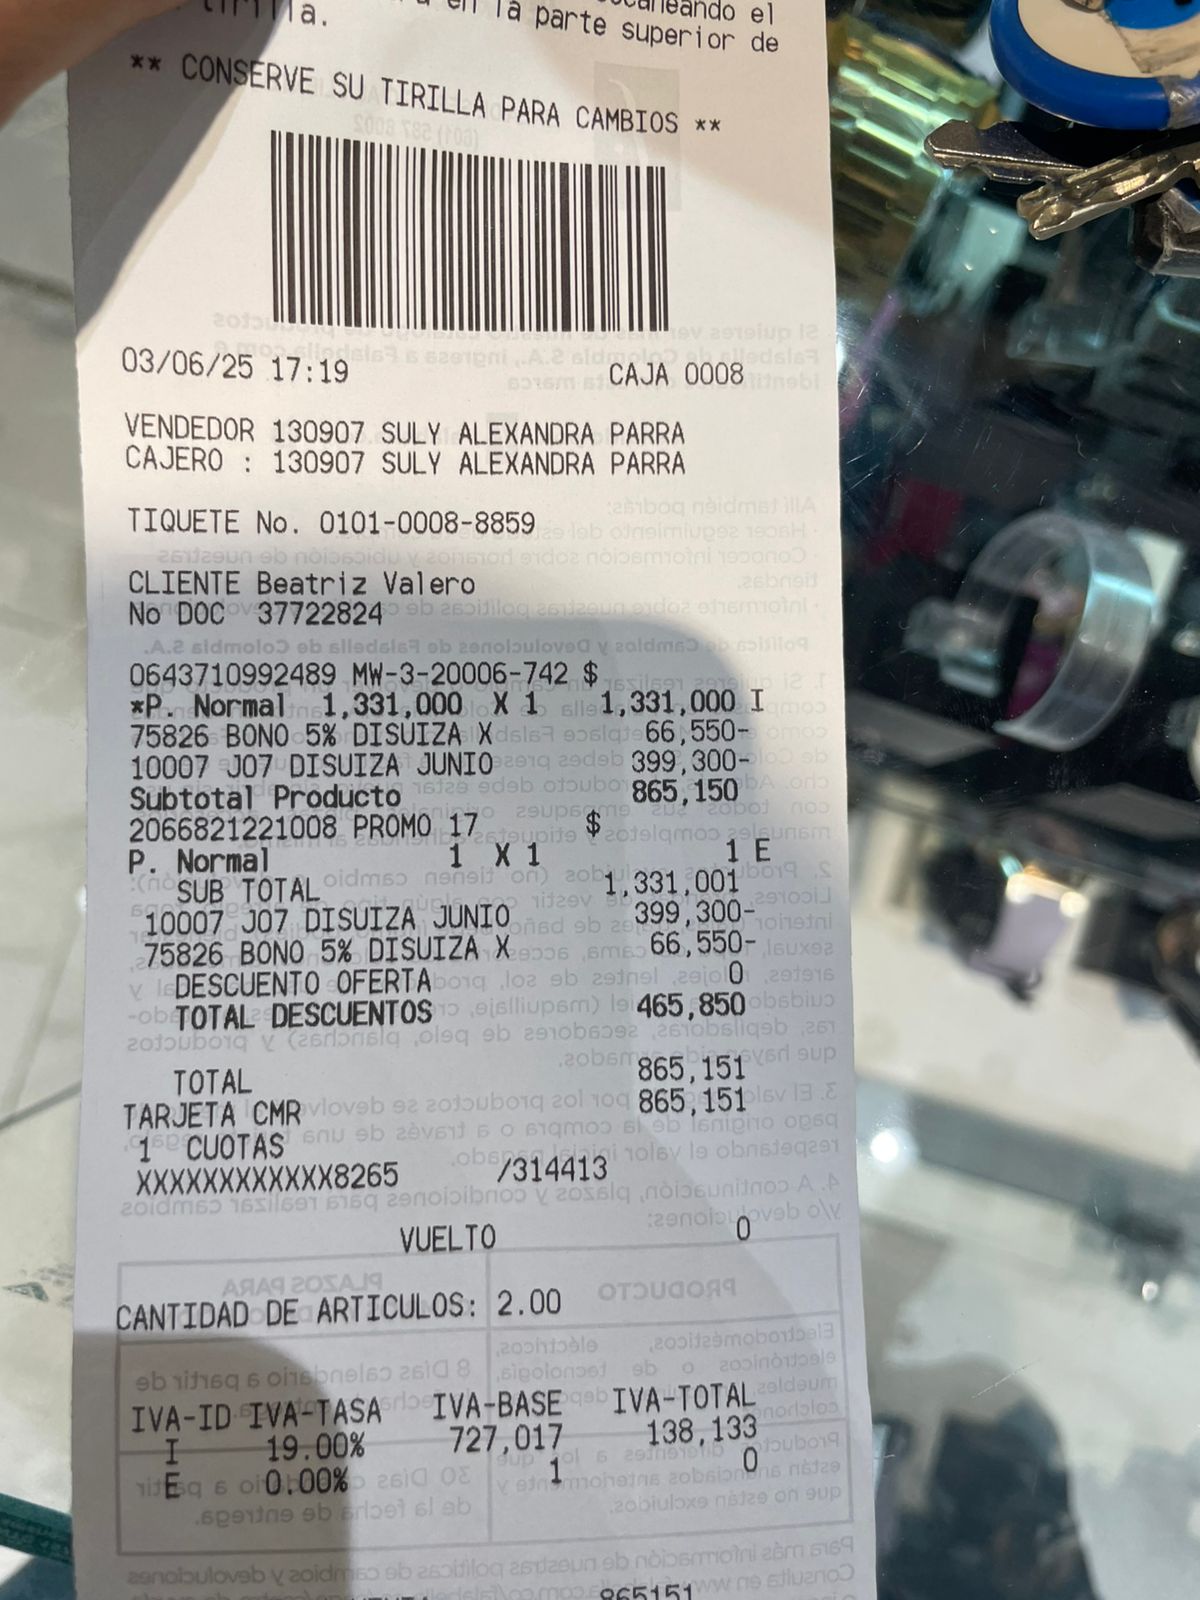 en la parte superior de
** CONSERVE SU TIRILLA PARA CAMBIOS **
03/06/25 17:19 CAJA 0008
VENDEDOR 130907 SULY ALEXANDRA PARRA
CAJERO : 130907 SULY ALEXANDRA PARRA
TIQUETE No. 0101-0008-8859
CLIENTE Beatriz Valero
No DOC 37722824
0643710992489 MW-3-20006-742 $
*P. Normal 1,331,000 X 1 1,331,000 I
75826 BONO 5% DISUIZA X 66,550-
10007 J07 DISUIZA JUNIO 399,300-
Subtotal Producto 865,150
2066821221008 PROMO 17 $
P. Normal 1 X 1 1 E
SUB TOTAL 1,331,001
10007 J07 DISUIZA JUNIO 399,300-
75826 BONO 5% DISUIZA X 66,550-
DESCUENTO OFERTA 0
TOTAL DESCUENTOS 465,850
TOTAL 865,151
TARJETA CMR 865,151
1 CUOTAS
XXXXXXXXXXXX8265 /314413
VUELTO 0
CANTIDAD DE ARTICULOS: 2.00
IVA-ID IVA-TASA IVA-BASE IVA-TOTAL
I 19.00% 727,017 138,133
E 0.00% 1 0
865151